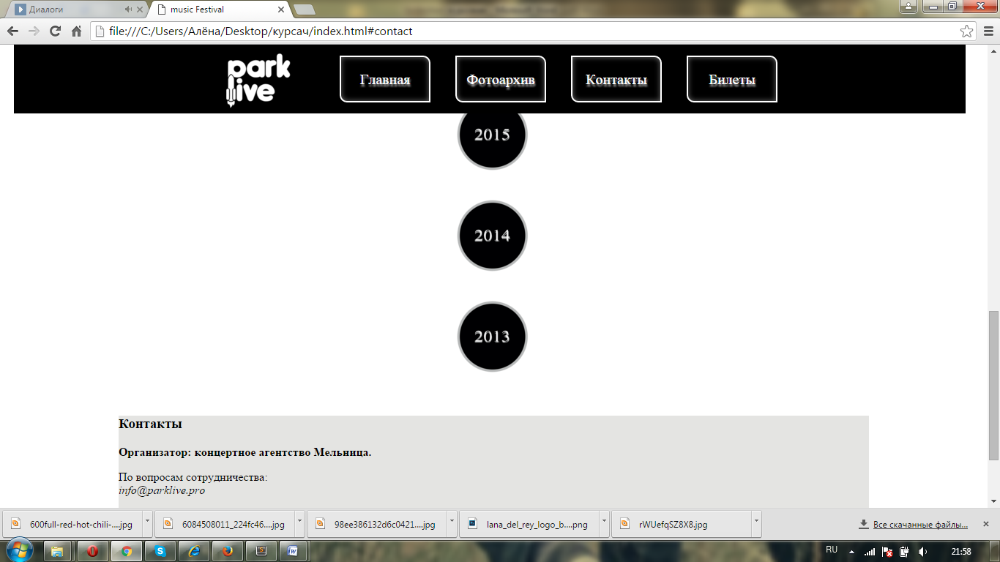 Диалоги
music Festival
file:///C:/Users/Алёна/Desktop/курсач/index.html#contact
park
live
Главная
Фотоархив
Контакты
Билеты
2015
2014
2013
Контакты
Организатор: концертное агентство Мельница.
По вопросам сотрудничества:
info@parklive.pro
600full-red-hot-chili-....jpg
6084508011_224fc46....jpg
98ee386132d6c0421....jpg
lana_del_rey_logo_b....png
rWUefqSZ8X8.jpg
Все скачанные файлы...
RU
21:58